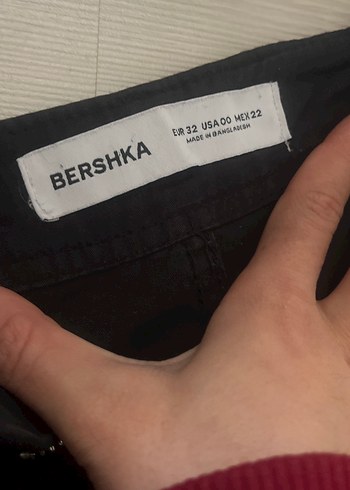 BERSHKA
EUR 32 USA 00 MEX 22
MADE IN BANGLADESH